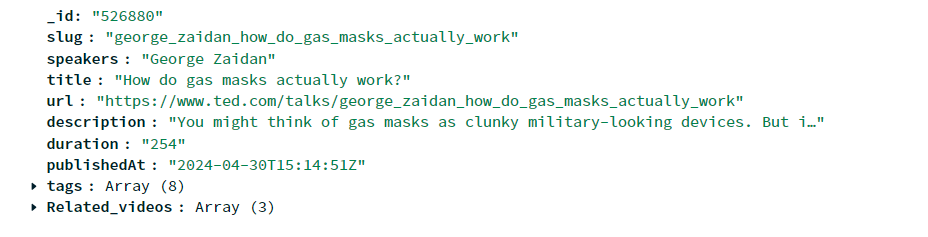 _id: "526880"
slug : "george_zaidan_how_do_gas_masks_actually_work"
speakers : "George Zaidan"
title : "How do gas masks actually work?"
url : "https://www.ted.com/talks/george_zaidan_how_do_gas_masks_actually_work"
description : "You might think of gas masks as clunky military-looking devices. But i…"
duration : "254"
publishedAt : "2024-04-30T15:14:51Z"
tags : Array (8)
Related_videos : Array (3)